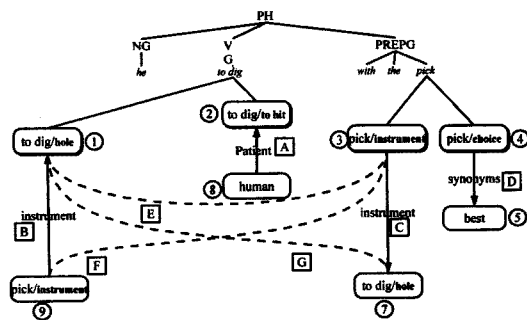 PH
NG V PREPG
G
he to dig with the pick
② to dig/to hit
to dig/hole ① ③ pick/instrument pick/choice ④
Patient A
synonyms D
⑧ human
E
instrument instrument best ⑤
B C
F G
pick/instrument to dig/hole
⑨ ⑦